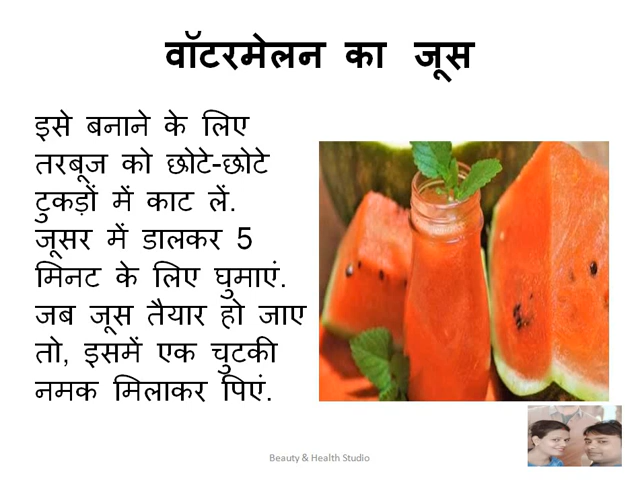 वॉटरमेलन का जूस
इसे बनाने के लिए
तरबूज को छोटे-छोटे
टुकड़ों में काट लें.
जूसर में डालकर 5
मिनट के लिए घुमाएं.
जब जूस तैयार हो जाए
तो, इसमें एक चुटकी
नमक मिलाकर पिएं.
Beauty & Health Studio